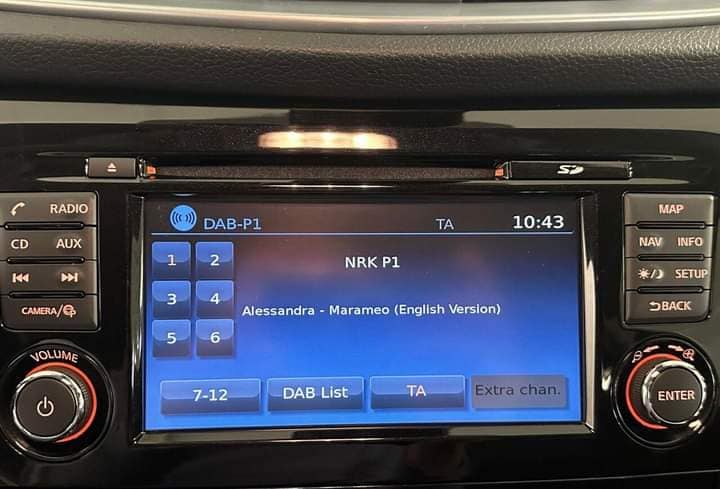 SD
RADIO
CD AUX
CAMERA/
VOLUME
DAB-P1 TA 10:43
1 2
NRK P1
3 4
Alessandra - Marameo (English Version)
5 6
7-12 DAB List TA Extra chan.
MAP
NAV INFO
SETUP
BACK
ENTER